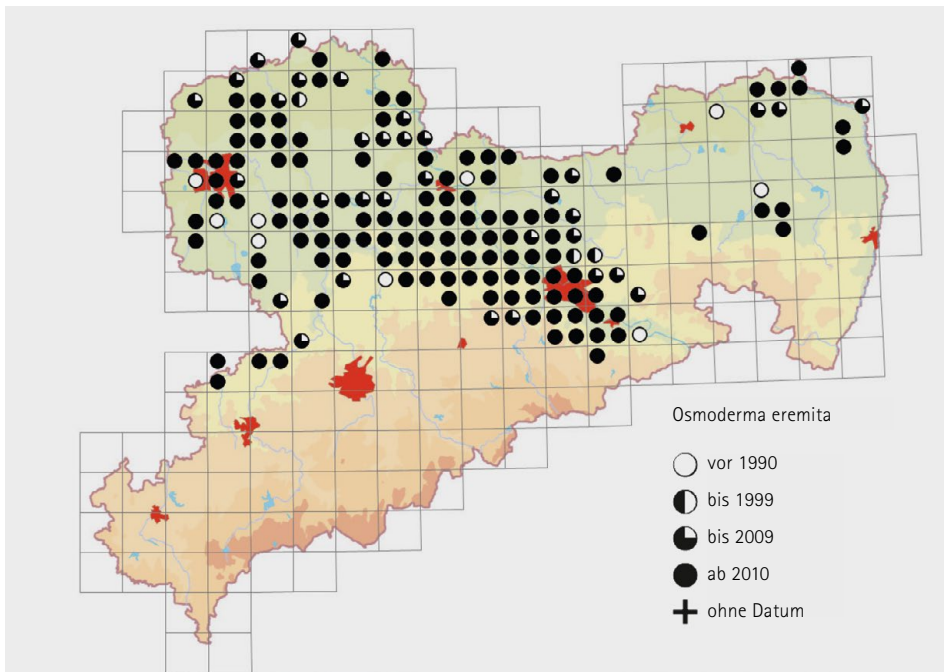 Osmoderma eremita
vor 1990
bis 1999
bis 2009
ab 2010
ohne Datum